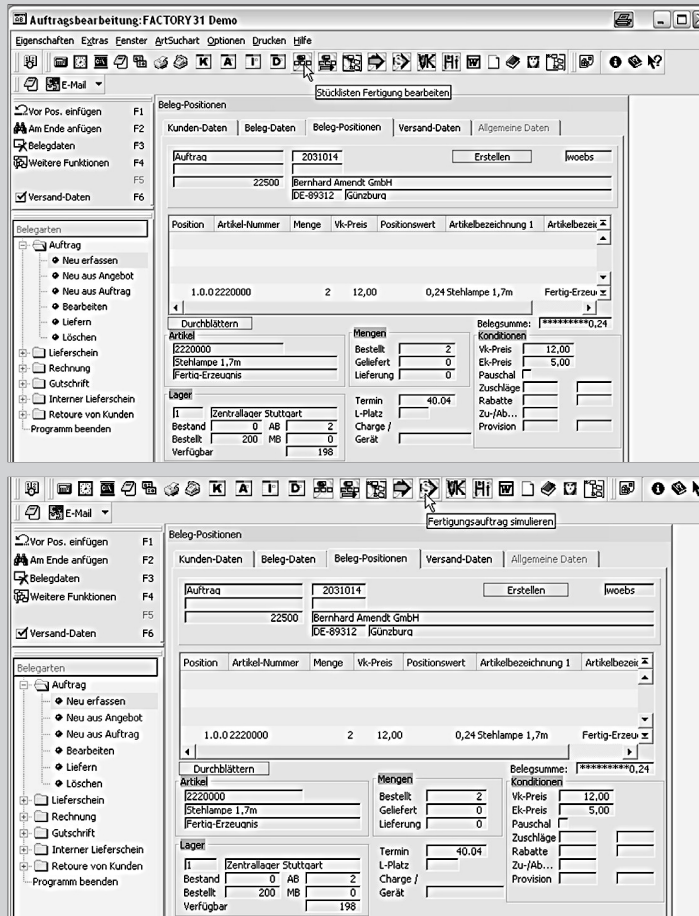 Auftragsbearbeitung:FACTORY31 Demo
Eigenschaften Extras Fenster ArtSuchart Optionen Drucken Hilfe
E-Mail
Stücklisten Fertigung bearbeiten
Vor Pos. einfügen F1
Am Ende anfügen F2
Belegdaten F3
Weitere Funktionen F4
F5
Versand-Daten F6
Belegarten
Auftrag
Neu erfassen
Neu aus Angebot
Neu aus Auftrag
Bearbeiten
Liefern
Löschen
Lieferschein
Rechnung
Gutschrift
Interner Lieferschein
Retoure von Kunden
Programm beenden
Beleg-Positionen
Kunden-Daten Beleg-Daten Beleg-Positionen Versand-Daten Allgemeine Daten
Auftrag 2031014 Erstellen woebs
22500 Bernhard Amendt GmbH
DE-89312 Günzburg
Position Artikel-Nummer Menge Vk-Preis Positionswert Artikelbezeichnung 1 Artikelbezeic
1.0.0 2220000 2 12,00 0,24 Stehlampe 1,7m Fertig-Erzeu
Durchblättern Belegsumme: *********0,24
Artikel
2220000
Stehlampe 1,7m
Fertig-Erzeugnis
Mengen
Bestellt 2
Geliefert 0
Lieferung 0
Konditionen
Vk-Preis 12,00
Ek-Preis 5,00
Pauschal
Zuschläge
Rabatte
Zu-/Ab...
Provision
Lager
1 Zentrallager Stuttgart
Bestand 0 AB 2
Bestellt 200 MB 0
Verfügbar 198
Termin 40.04
L-Platz
Charge /
Gerät
E-Mail
Fertigungsauftrag simulieren
Vor Pos. einfügen F1
Am Ende anfügen F2
Belegdaten F3
Weitere Funktionen F4
F5
Versand-Daten F6
Belegarten
Auftrag
Neu erfassen
Neu aus Angebot
Neu aus Auftrag
Bearbeiten
Liefern
Löschen
Lieferschein
Rechnung
Gutschrift
Interner Lieferschein
Retoure von Kunden
Programm beenden
Beleg-Positionen
Kunden-Daten Beleg-Daten Beleg-Positionen Versand-Daten Allgemeine Daten
Auftrag 2031014 Erstellen woebs
22500 Bernhard Amendt GmbH
DE-89312 Günzburg
Position Artikel-Nummer Menge Vk-Preis Positionswert Artikelbezeichnung 1 Artikelbezeic
1.0.0 2220000 2 12,00 0,24 Stehlampe 1,7m Fertig-Erzeu
Durchblättern Belegsumme: *********0,24
Artikel
2220000
Stehlampe 1,7m
Fertig-Erzeugnis
Mengen
Bestellt 2
Geliefert 0
Lieferung 0
Konditionen
Vk-Preis 12,00
Ek-Preis 5,00
Pauschal
Zuschläge
Rabatte
Zu-/Ab...
Provision
Lager
1 Zentrallager Stuttgart
Bestand 0 AB 2
Bestellt 200 MB 0
Verfügbar 198
Termin 40.04
L-Platz
Charge /
Gerät